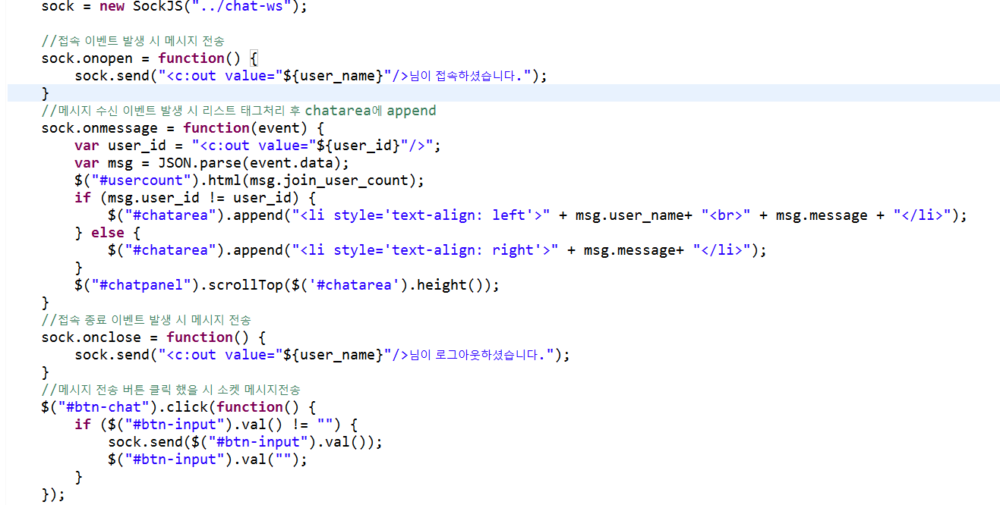 sock = new SockJS("../chat-ws");
//접속 이벤트 발생 시 메시지 전송
sock.onopen = function() {
sock.send("<c:out value="${user_name}"/>님이 접속하셨습니다.");
}
//메시지 수신 이벤트 발생 시 리스트 태그처리 후 chatarea에 append
sock.onmessage = function(event) {
var user_id = "<c:out value="${user_id}"/>";
var msg = JSON.parse(event.data);
$("#usercount").html(msg.join_user_count);
if (msg.user_id != user_id) {
$("#chatarea").append("<li style='text-align: left'>" + msg.user_name+ "<br>" + msg.message + "</li>");
} else {
$("#chatarea").append("<li style='text-align: right'>" + msg.message+ "</li>");
}
$("#chatpanel").scrollTop($('#chatarea').height());
}
//접속 종료 이벤트 발생 시 메시지 전송
sock.onclose = function() {
sock.send("<c:out value="${user_name}"/>님이 로그아웃하셨습니다.");
}
//메시지 전송 버튼 클릭 했을 시 소켓 메시지전송
$("#btn-chat").click(function() {
if ($("#btn-input").val() != "") {
sock.send($("#btn-input").val());
$("#btn-input").val("");
}
});